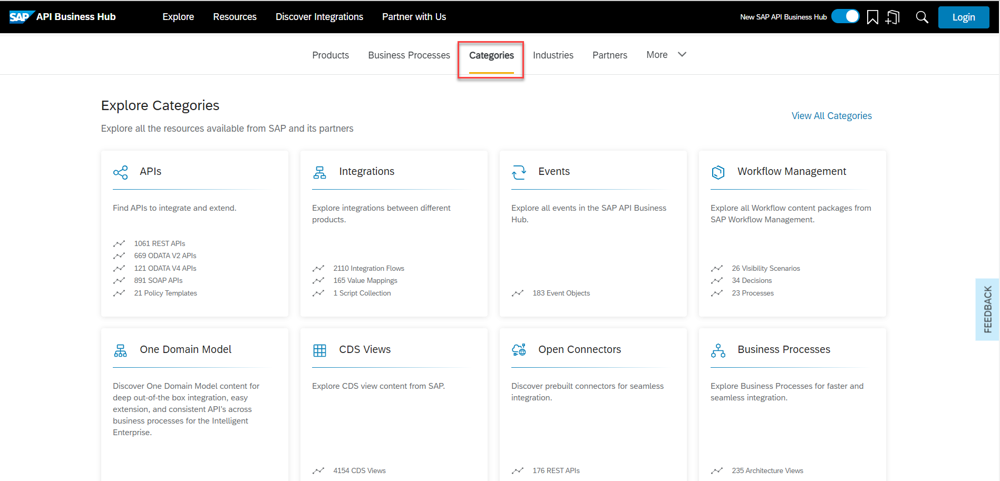 SAP API Business Hub
Explore
Resources
Discover Integrations
Partner with Us
New SAP API Business Hub
Login
Products
Business Processes
Categories
Industries
Partners
More
Explore Categories
View All Categories
Explore all the resources available from SAP and its partners
APIs
Find APIs to integrate and extend.
1061 REST APIs
669 ODATA V2 APIs
121 ODATA V4 APIs
891 SOAP APIs
21 Policy Templates
Integrations
Explore integrations between different
products.
2110 Integration Flows
165 Value Mappings
1 Script Collection
Events
Explore all events in the SAP API Business
Hub.
183 Event Objects
Workflow Management
Explore all Workflow content packages from
SAP Workflow Management.
26 Visibility Scenarios
34 Decisions
23 Processes
FEEDBACK
One Domain Model
Discover One Domain Model content for
deep out-of-the box integration, easy
extension, and consistent API’s across
business processes for the Intelligent
Enterprise.
CDS Views
Explore CDS view content from SAP.
4154 CDS Views
Open Connectors
Discover prebuilt connectors for seamless
integration.
176 REST APIs
Business Processes
Explore Business Processes for faster and
seamless integration.
235 Architecture Views